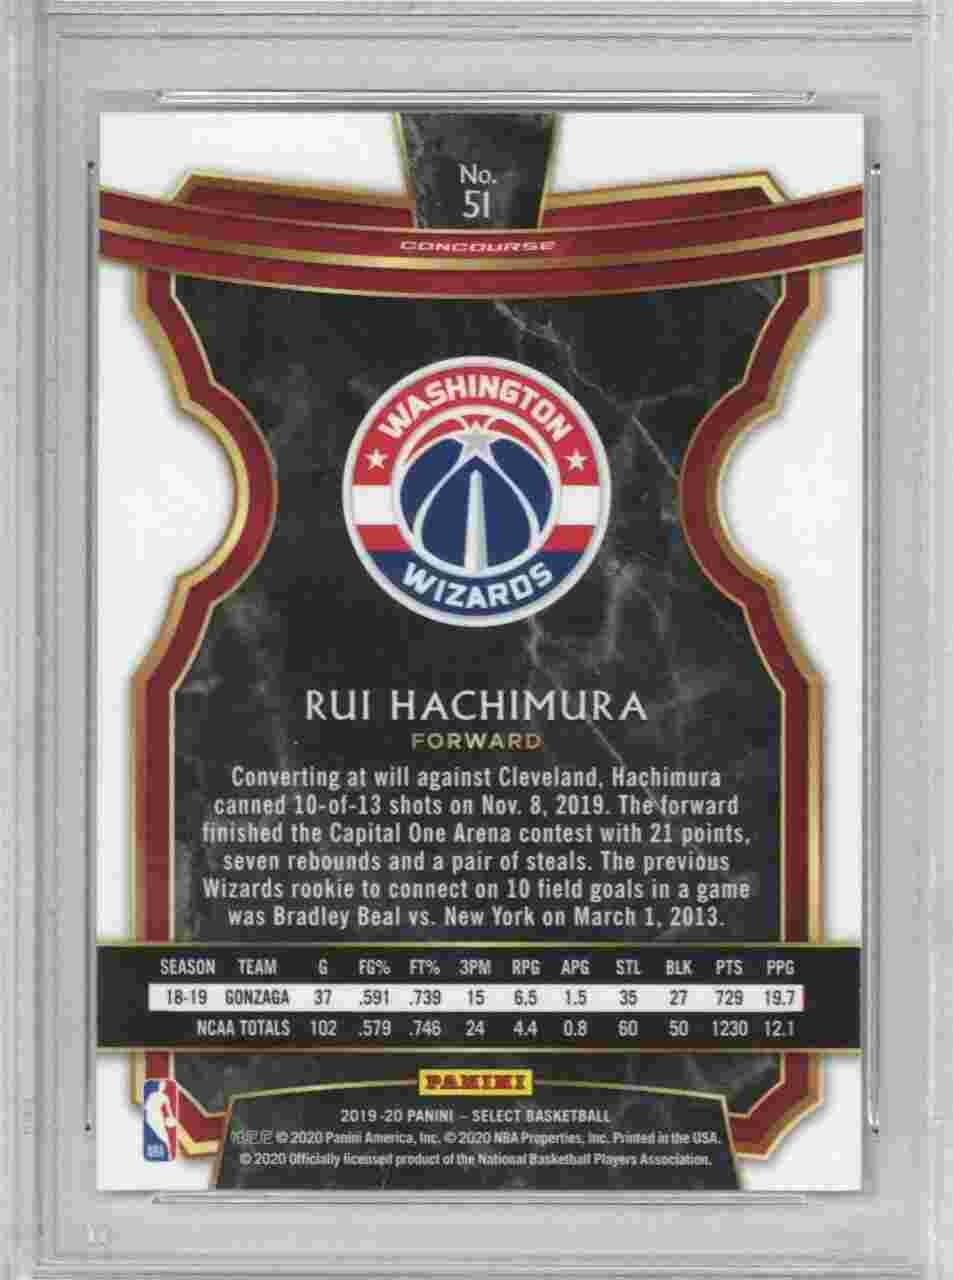 No.
51
CONCOURSE
WASHINGTON
WIZARDS
RUI HACHIMURA
FORWARD
Converting at will against Cleveland, Hachimura
canned 10-of-13 shots on Nov. 8, 2019. The forward
finished the Capital One Arena contest with 21 points,
seven rebounds and a pair of steals. The previous
Wizards rookie to connect on 10 field goals in a game
was Bradley Beal vs. New York on March 1, 2013.
SEASON TEAM G FG% FT% 3PM RPG APG STL BLK PTS PPG
18-19 GONZAGA 37 .591 .739 15 6.5 1.5 35 27 729 19.7
NCAA TOTALS 102 .579 .746 24 4.4 0.8 60 50 1230 12.1
PANINI
2019-20 PANINI – SELECT BASKETBALL
© 2020 Panini America, Inc. © 2020 NBA Properties, Inc. Printed in the USA.
© 2020 Officially licensed product of the National Basketball Players Association.
NBA